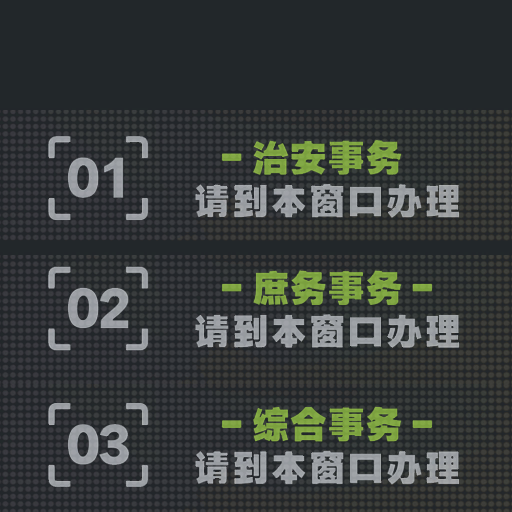 01
- 治安事务
请到本窗口办理
02
- 庶务事务 -
请到本窗口办理
03
- 综合事务 -
请到本窗口办理